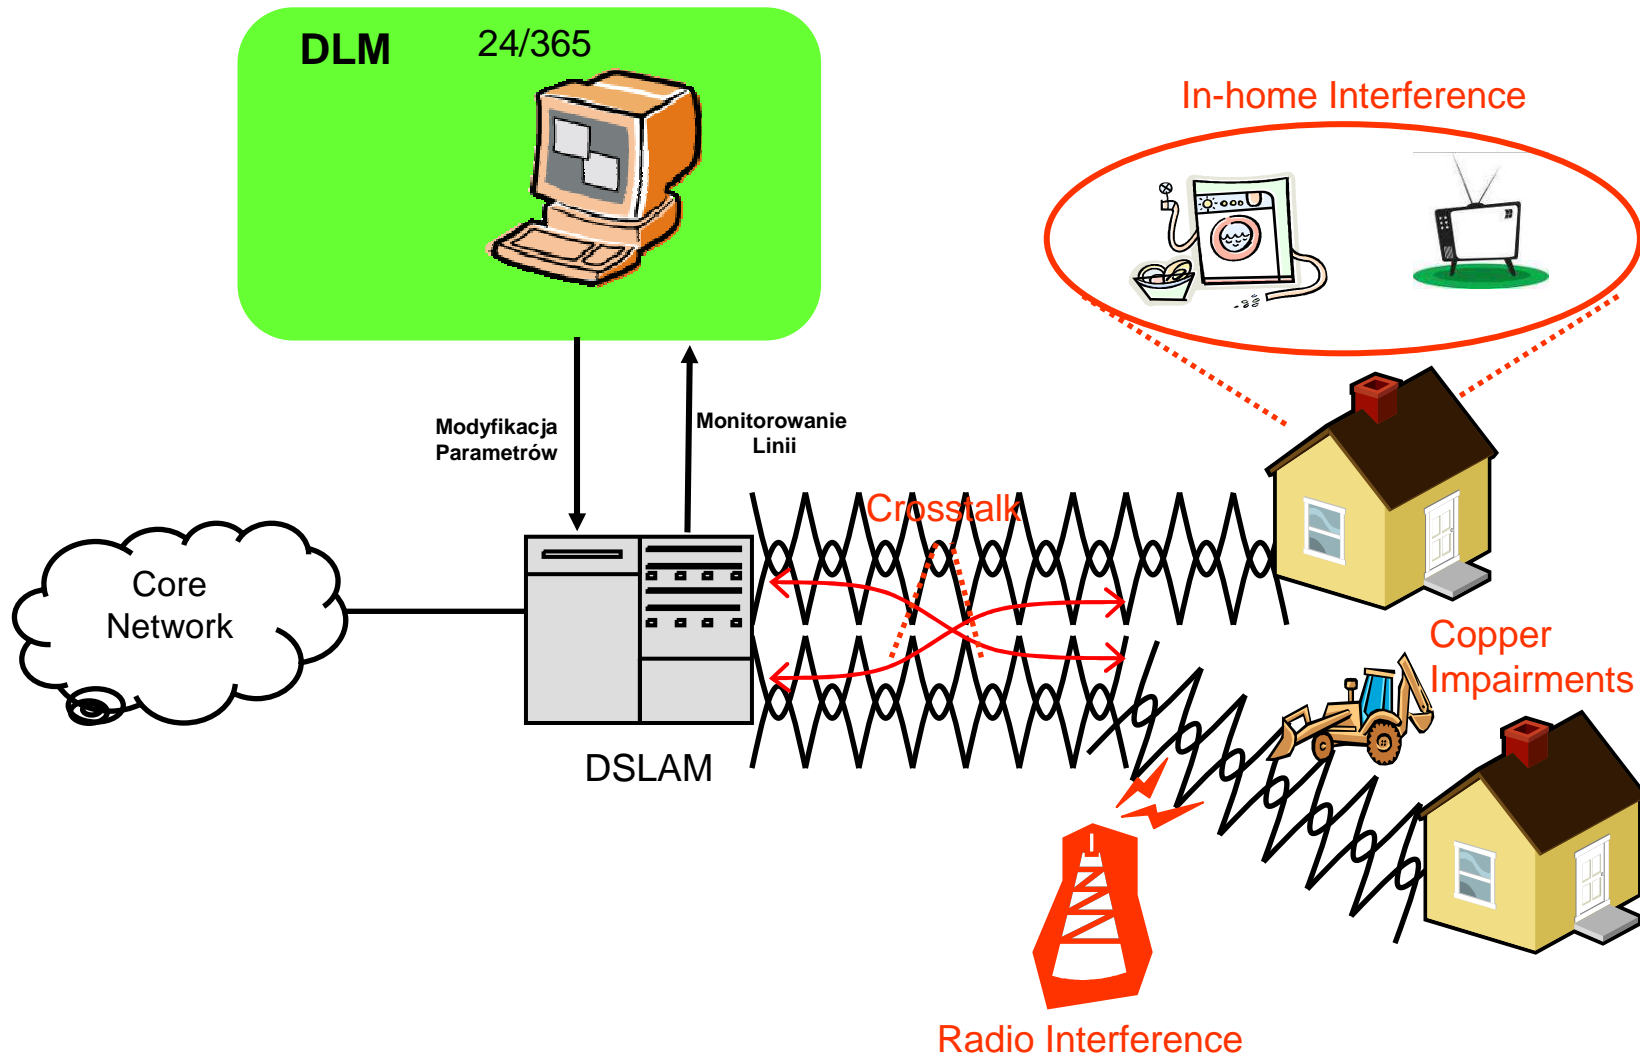 DLM 24/365
In-home Interference
Modyfikacja
Parametrów
Monitorowanie
Linii
Crosstalk
Core
Network
Copper
Impairments
DSLAM
Radio Interference